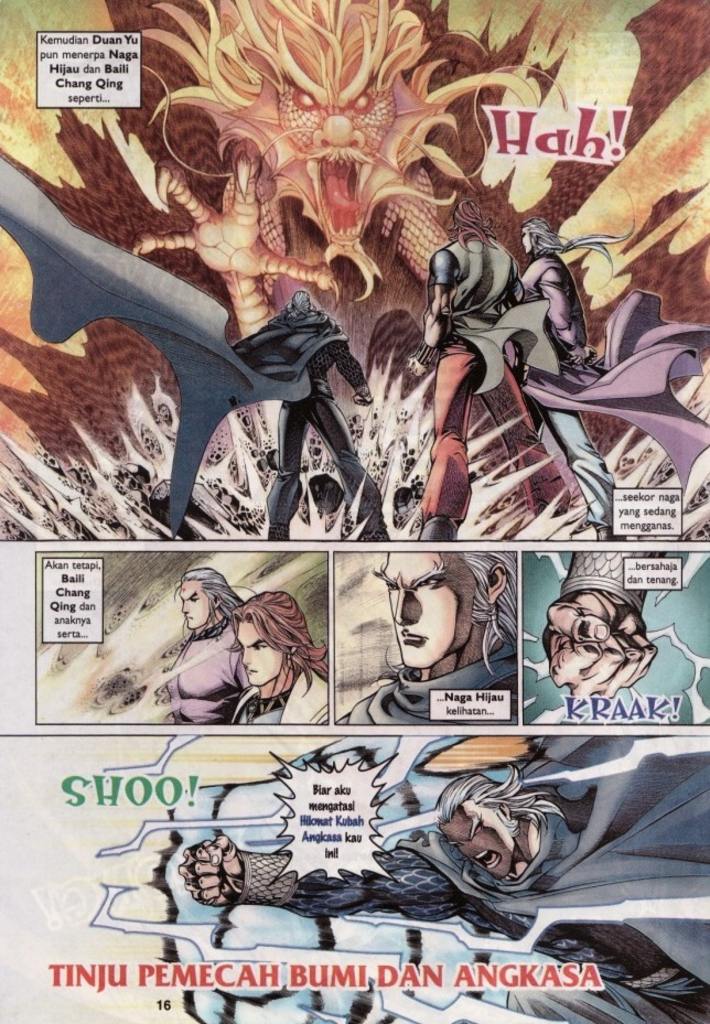 Kemudian Duan Yu
pun menerpa Naga
Hijau dan Baili
Chang Qing
seperti...
Hah!
...seekor naga
yang sedang
mengganas.
Akan tetapi,
Baili
Chang
Qing dan
anaknya
serta...
...Naga Hijau
kelihatan...
...bersahaja
dan tenang.
KRAAK!
SHOO!
Biar aku
mengatasi
Hikmat Kubah
Angkasa kau
ini!
TINJU PEMECAH BUMI DAN ANGKASA
16